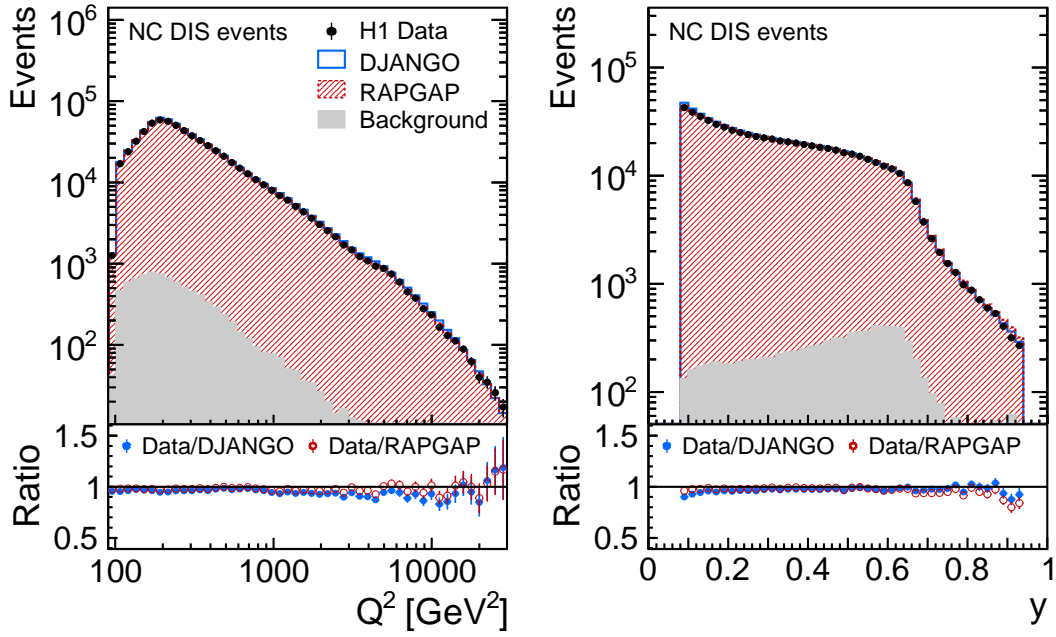 NC DIS events
H1 Data
DJANGO
RAPGAP
Background
Events
10^6
10^5
10^4
10^3
10^2
Data/DJANGO Data/RAPGAP
Ratio
1.5
1
0.5
100 1000 10000
Q^2 [GeV^2]
NC DIS events
Events
10^5
10^4
10^3
10^2
Data/DJANGO Data/RAPGAP
Ratio
1.5
1
0.5
0 0.2 0.4 0.6 0.8 1
y